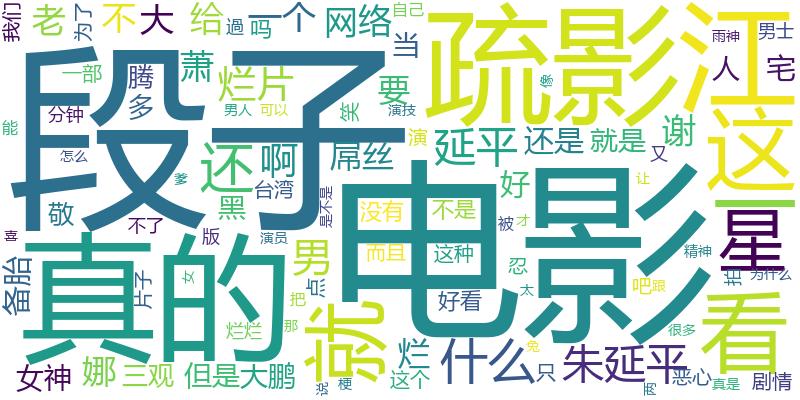 我们
为了
老
不
大
给
過
吗
一个
网络
当
自己
疏影
江
雨神
男士
段子
一部
腾
萧
烂片
多
要
笑
演技
像
人
宅
能
分钟
男人
可以
演
还是
就是
谢
这
怎么
爹
还
啊
屌丝
延平
又
让
敬
黑
台湾
是不是
没有
不是
好
被
才
一
不了
版
演员
而且
这种
忍
精神
星
喜
真的
电影
看
备胎
片子
女
男
点
好看
太
吧
跟
拍
为什么
把
那
就
烂烂
很多
女神
娜
三观
但是
大鹏
说
梗
烂
这个
什么
兔
只
朱延平
两
恶心
真是
剧情